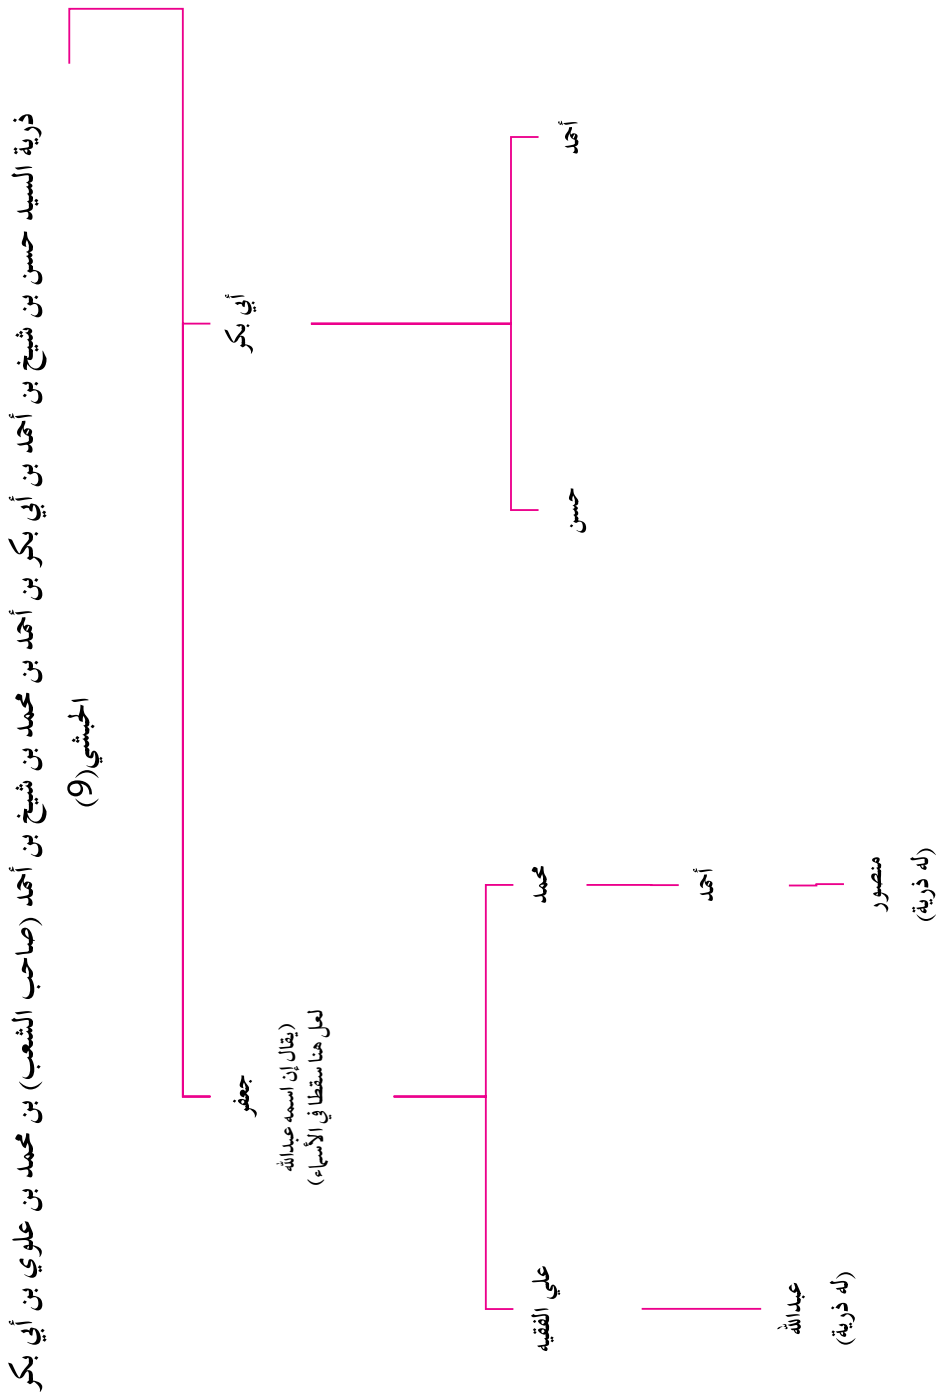 ذرية السيد حسن بن شيخ بن أحمد بن أبي بكر بن أحمد بن محمد بن شيخ بن أحمد (صاحب الشعب) بن محمد بن علوي بن أبي بكر
الحبشي(9)
أبي بكر
جعفر
(يقال إن اسمه عبدالله
لعل هنا سقطا في الأسماء)
أحمد
حسن
محمد
علي الفقيه
أحمد
عبدالله
(له ذرية)
منصور
(له ذرية)